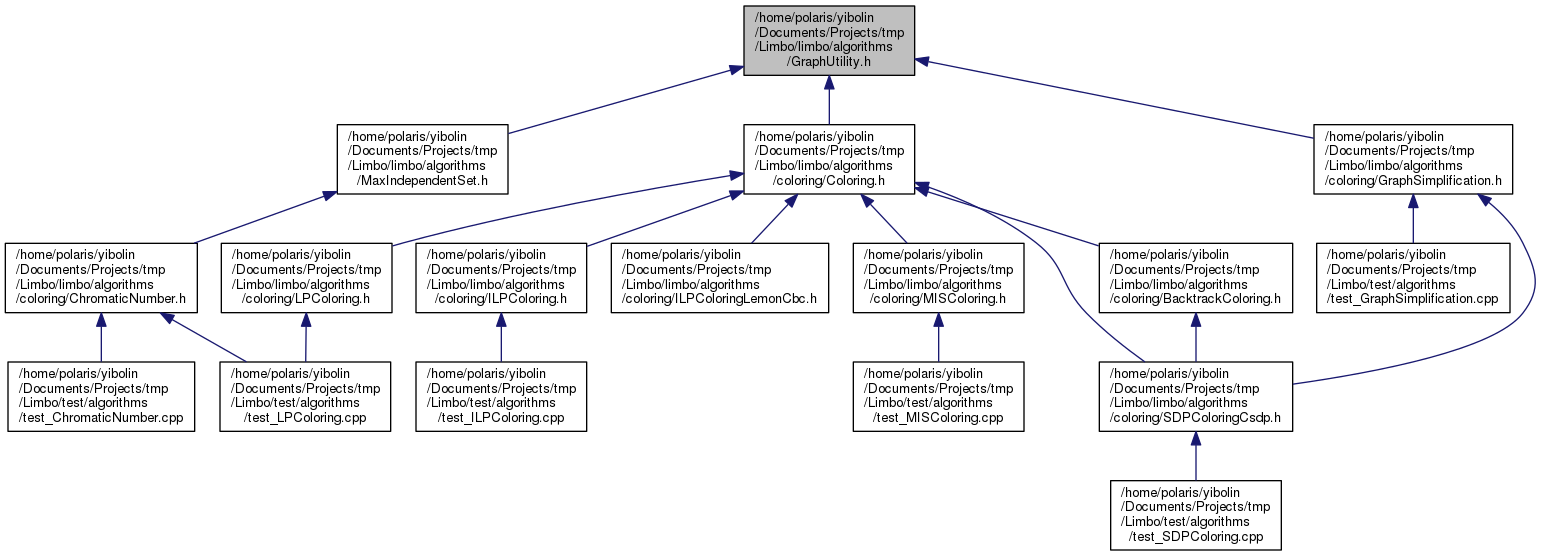 /home/polaris/yibolin
/Documents/Projects/tmp
/Limbo/limbo/algorithms
/GraphUtility.h
/home/polaris/yibolin
/Documents/Projects/tmp
/Limbo/limbo/algorithms
/MaxIndependentSet.h
/home/polaris/yibolin
/Documents/Projects/tmp
/Limbo/limbo/algorithms
/coloring/Coloring.h
/home/polaris/yibolin
/Documents/Projects/tmp
/Limbo/limbo/algorithms
/coloring/GraphSimplification.h
/home/polaris/yibolin
/Documents/Projects/tmp
/Limbo/limbo/algorithms
/coloring/ChromaticNumber.h
/home/polaris/yibolin
/Documents/Projects/tmp
/Limbo/limbo/algorithms
/coloring/LPColoring.h
/home/polaris/yibolin
/Documents/Projects/tmp
/Limbo/limbo/algorithms
/coloring/ILPColoring.h
/home/polaris/yibolin
/Documents/Projects/tmp
/Limbo/limbo/algorithms
/coloring/ILPColoringLemonCbc.h
/home/polaris/yibolin
/Documents/Projects/tmp
/Limbo/limbo/algorithms
/coloring/MISColoring.h
/home/polaris/yibolin
/Documents/Projects/tmp
/Limbo/limbo/algorithms
/coloring/BacktrackColoring.h
/home/polaris/yibolin
/Documents/Projects/tmp
/Limbo/test/algorithms
/test_GraphSimplification.cpp
/home/polaris/yibolin
/Documents/Projects/tmp
/Limbo/test/algorithms
/test_ChromaticNumber.cpp
/home/polaris/yibolin
/Documents/Projects/tmp
/Limbo/test/algorithms
/test_LPColoring.cpp
/home/polaris/yibolin
/Documents/Projects/tmp
/Limbo/test/algorithms
/test_ILPColoring.cpp
/home/polaris/yibolin
/Documents/Projects/tmp
/Limbo/test/algorithms
/test_MISColoring.cpp
/home/polaris/yibolin
/Documents/Projects/tmp
/Limbo/limbo/algorithms
/coloring/SDPColoringCsdp.h
/home/polaris/yibolin
/Documents/Projects/tmp
/Limbo/test/algorithms
/test_SDPColoring.cpp